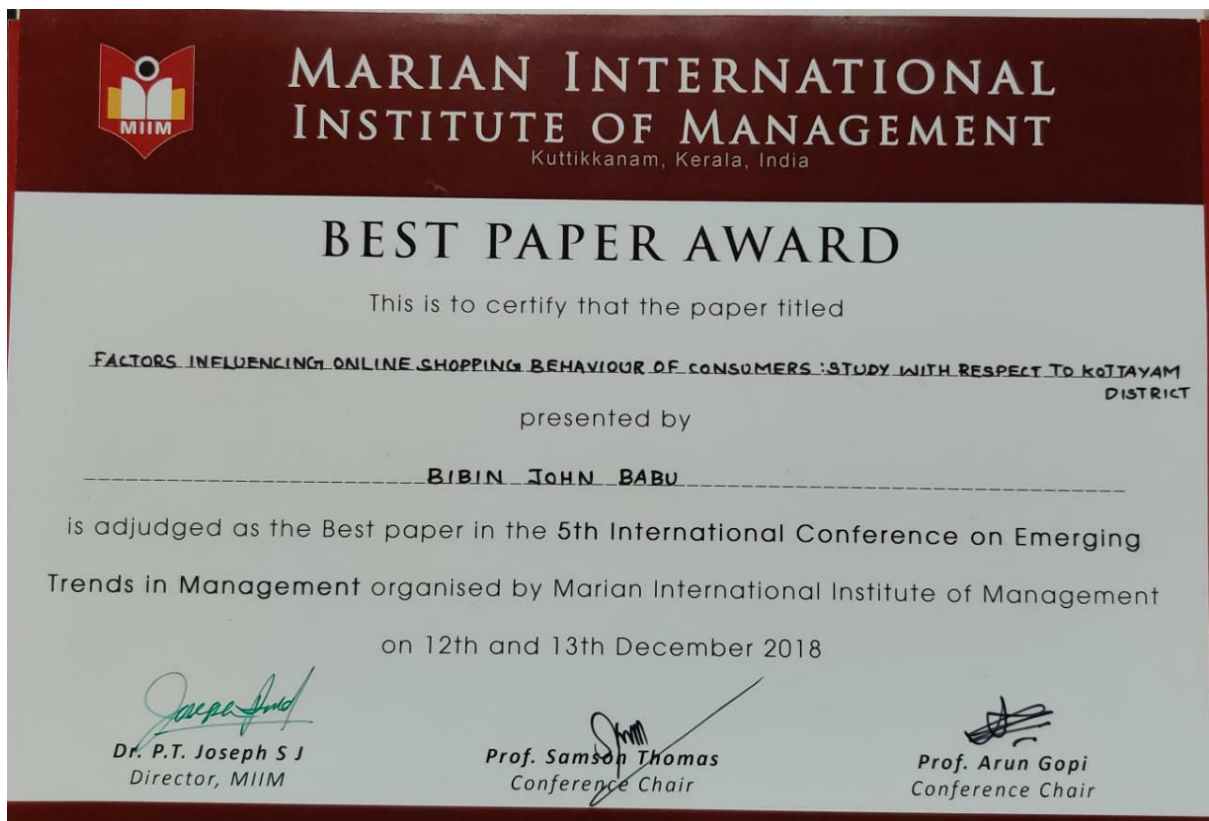 MIIM
MARIAN INTERNATIONAL
INSTITUTE OF MANAGEMENT
Kuttikkanam, Kerala, India
BEST PAPER AWARD
This is to certify that the paper titled
FACTORS INFLUENCING ONLINE SHOPPING BEHAVIOUR OF CONSUMERS : STUDY WITH RESPECT TO KOTTAYAM
DISTRICT
presented by
BIBIN JOHN BABU
is adjudged as the Best paper in the 5th International Conference on Emerging
Trends in Management organised by Marian International Institute of Management
on 12th and 13th December 2018
Dr. P.T. Joseph S J
Director, MIIM
Prof. Samson Thomas
Conference Chair
Prof. Arun Gopi
Conference Chair